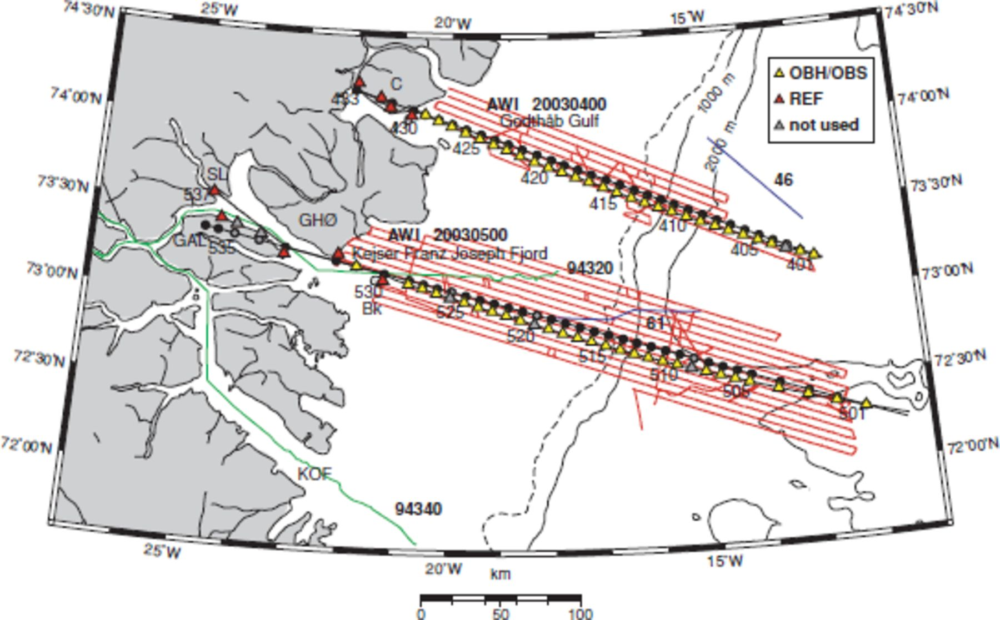 25°W
20°W
15°W
74°30'N
74°30'N
OBH/OBS
REF
not used
C
433
AWI 20030400
Godthåb Gulf
1000 m
74°00'N
74°00'N
430
425
2000 m
46
420
SL
73°30'N
73°30'N
537
415
GHØ
410
AWI 20030500
GAL
535
Kejser Franz Joseph Fjord
405
401
94320
73°00'N
73°00'N
530
Bk
525
61
520
515
72°30'N
72°30'N
510
505
501
72°00'N
72°00'N
KOF
94340
25°W
20°W
15°W
km
0 50 100